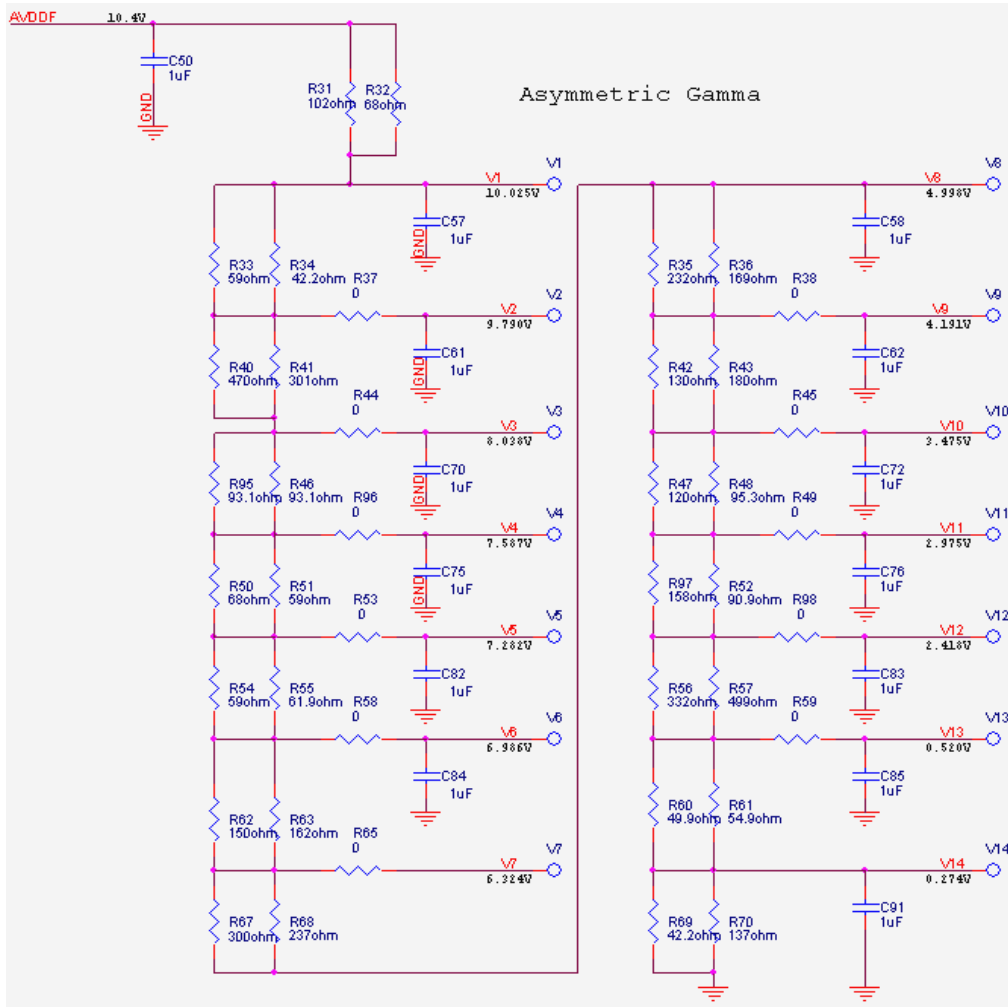 AVDDF 10.4V
C50
1uF
GND
R31
102ohm
R32
68ohm
Asymmetric Gamma
V1
V1
10.025V
C57
1uF
GND
R33
59ohm
R34
42.2ohm
R37
0
V2
V2
9.790V
C61
1uF
GND
R40
470ohm
R41
301ohm
R44
0
V3
V3
8.038V
C70
1uF
GND
R95
93.1ohm
R46
93.1ohm
R96
0
V4
V4
7.587V
C75
1uF
GND
R50
68ohm
R51
59ohm
R53
0
V5
V5
7.282V
C82
1uF
R54
59ohm
R55
61.9ohm
R58
0
V6
V6
6.986V
C84
1uF
R62
150ohm
R63
162ohm
R65
0
V7
V7
6.324V
R67
300ohm
R68
237ohm
V8
V8
4.998V
C58
1uF
R35
232ohm
R36
169ohm
R38
0
V9
V9
4.191V
C62
1uF
R42
130ohm
R43
180ohm
R45
0
V10
V10
3.475V
C72
1uF
R47
120ohm
R48
95.3ohm
R49
0
V11
V11
2.975V
C76
1uF
R97
158ohm
R52
90.9ohm
R98
0
V12
V12
2.418V
C83
1uF
R56
332ohm
R57
499ohm
R59
0
V13
V13
0.520V
C85
1uF
R60
49.9ohm
R61
54.9ohm
V14
V14
0.274V
C91
1uF
R69
42.2ohm
R70
137ohm